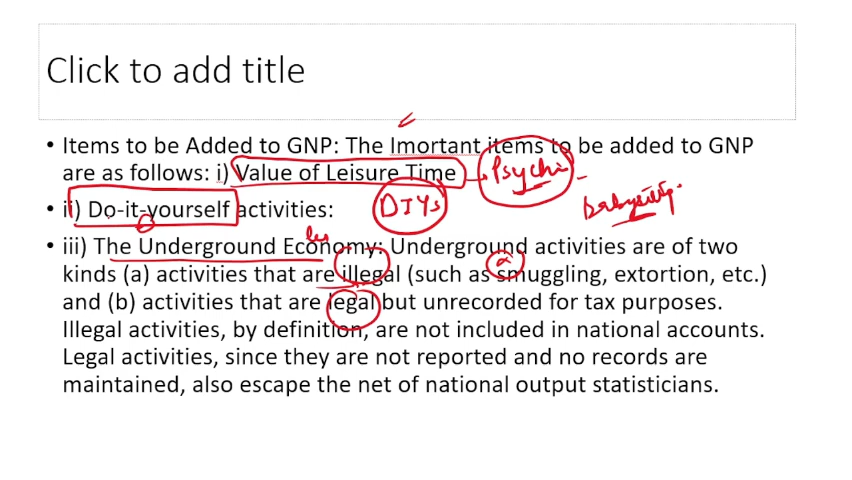 Click to add title
• Items to be Added to GNP: The Imortant items to be added to GNP
are as follows: i) Value of Leisure Time Psychi
• ii) Do-it-yourself activities: DIYs Babysitting
• iii) The Underground Economy: Underground activities are of two
kinds (a) activities that are illegal (such as smuggling, extortion, etc.)
and (b) activities that are legal but unrecorded for tax purposes.
Illegal activities, by definition, are not included in national accounts.
Legal activities, since they are not reported and no records are
maintained, also escape the net of national output statisticians.